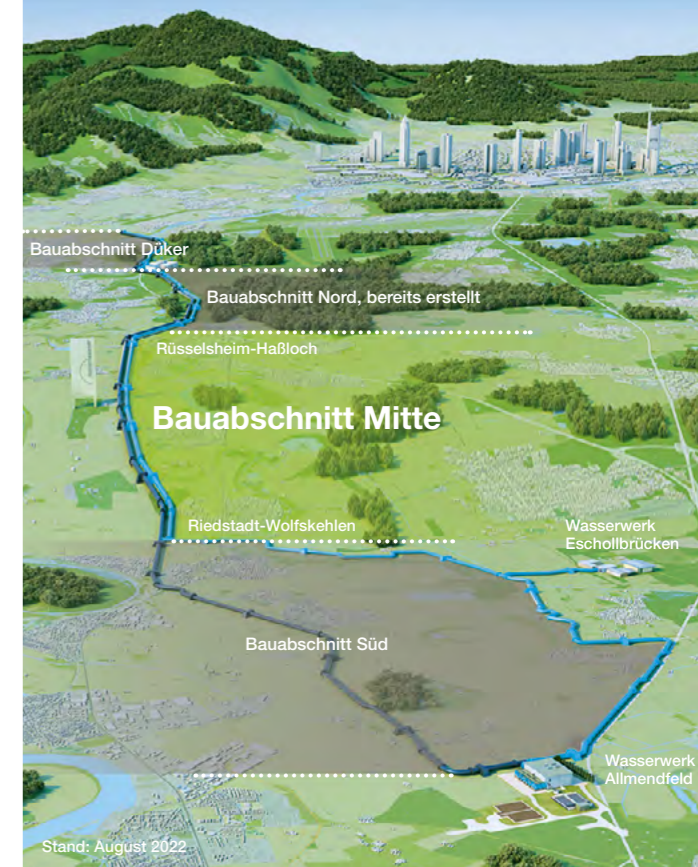 Bauabschnitt Düker
Bauabschnitt Nord, bereits erstellt
Rüsselsheim-Haßloch
Bauabschnitt Mitte
Riedstadt-Wolfskehlen
Wasserwerk
Eschollbrücken
Bauabschnitt Süd
Wasserwerk
Allmendfeld
Stand: August 2022